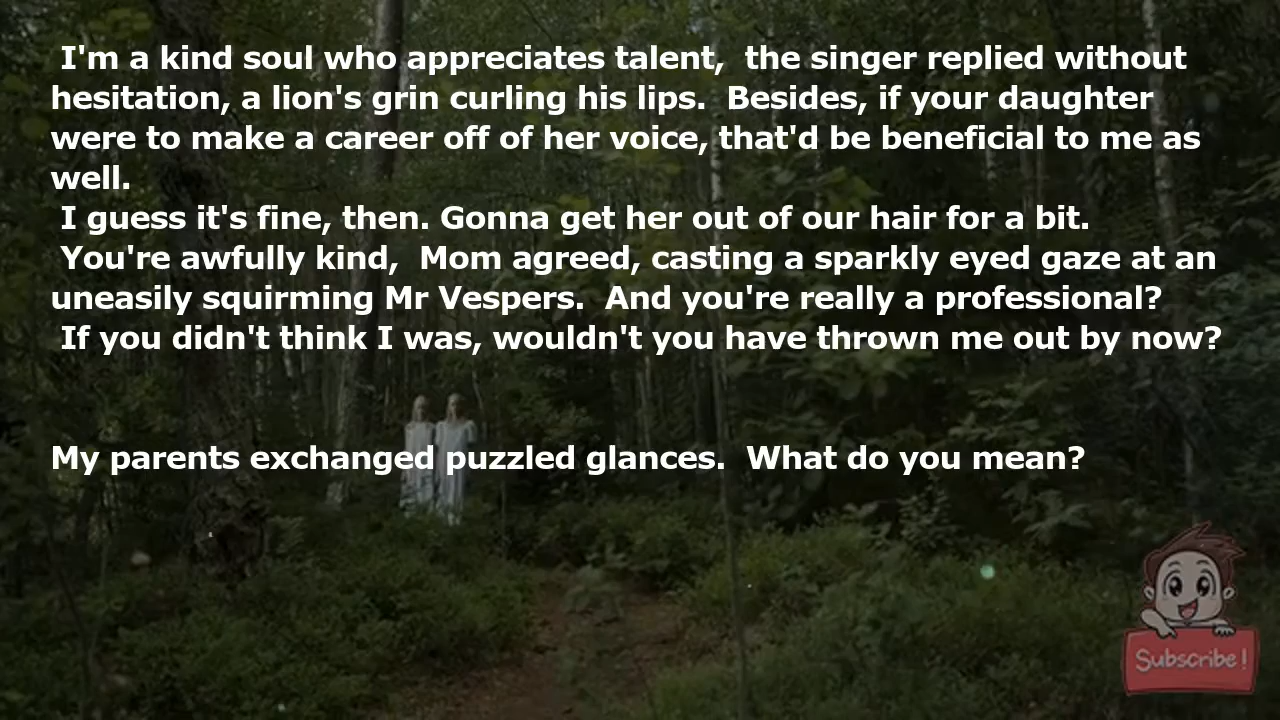 I'm a kind soul who appreciates talent,  the singer replied without
hesitation, a lion's grin curling his lips.  Besides, if your daughter
were to make a career off of her voice, that'd be beneficial to me as
well.
I guess it's fine, then. Gonna get her out of our hair for a bit.
You're awfully kind,  Mom agreed, casting a sparkly eyed gaze at an
uneasily squirming Mr Vespers.  And you're really a professional?
If you didn't think I was, wouldn't you have thrown me out by now?
My parents exchanged puzzled glances.  What do you mean?
Subscribe!